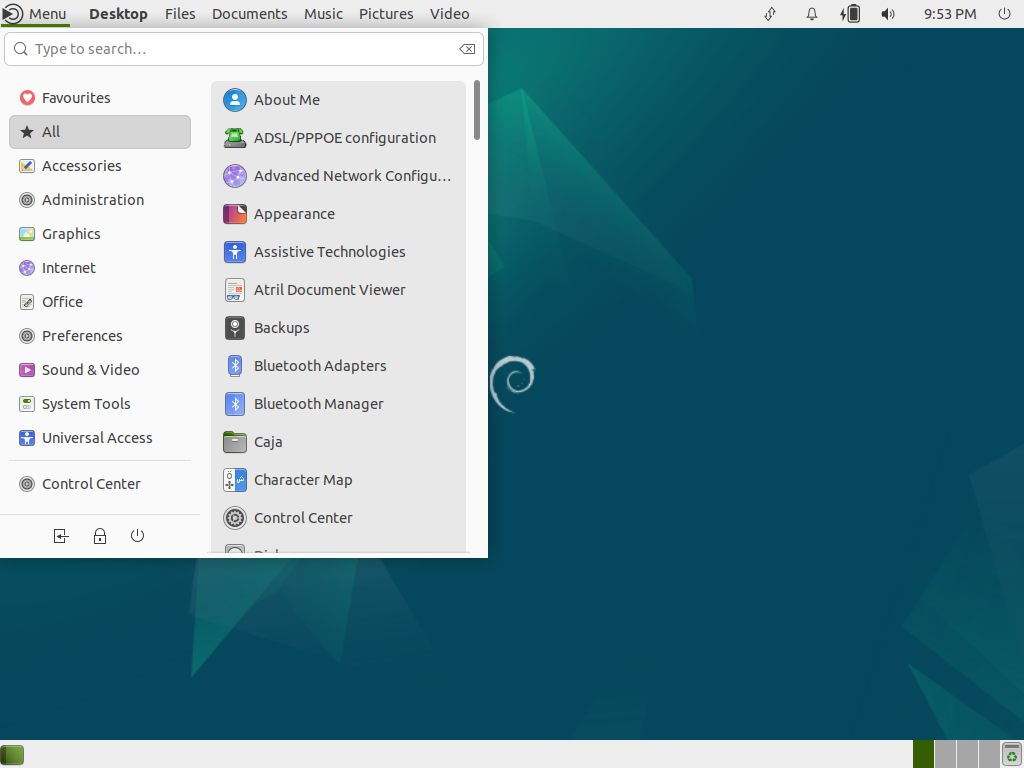 Menu Desktop Files Documents Music Pictures Video 9:53 PM
Type to search...
Favourites
All
Accessories
Administration
Graphics
Internet
Office
Preferences
Sound & Video
System Tools
Universal Access
Control Center
About Me
ADSL/PPPOE configuration
Advanced Network Configu...
Appearance
Assistive Technologies
Atril Document Viewer
Backups
Bluetooth Adapters
Bluetooth Manager
Caja
Character Map
Control Center